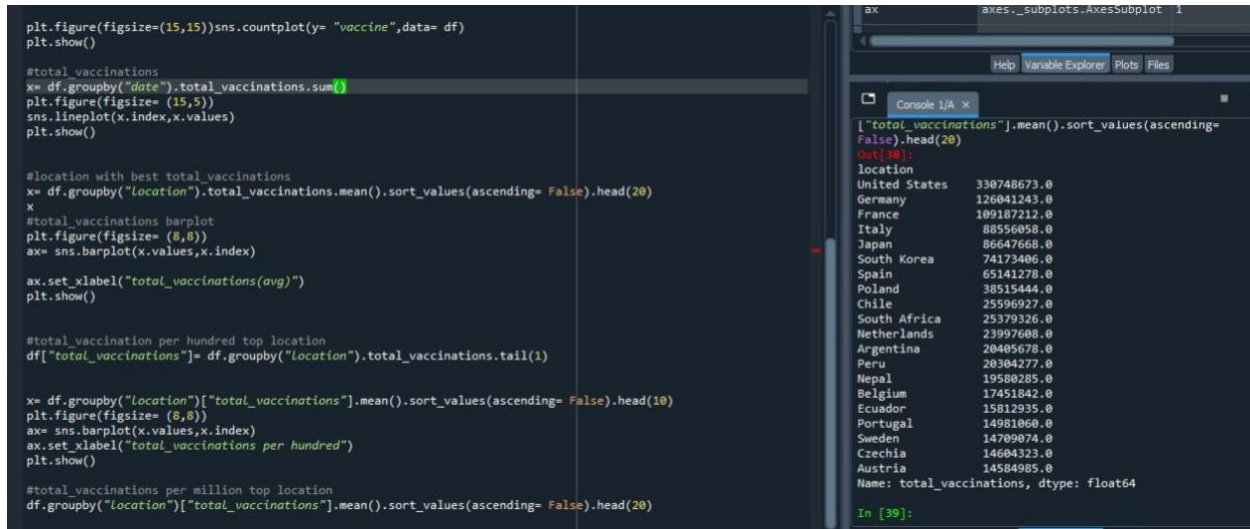 plt.figure(figsize=(15,15))sns.countplot(y= "vaccine",data= df)
plt.show()
#total_vaccinations
x= df.groupby("date").total_vaccinations.sum()
plt.figure(figsize= (15,5))
sns.lineplot(x.index,x.values)
plt.show()
#location with best total_vaccinations
x= df.groupby("location").total_vaccinations.mean().sort_values(ascending= False).head(20)
x
#total_vaccinations barplot
plt.figure(figsize= (8,8))
ax= sns.barplot(x.values,x.index)
ax.set_xlabel("total_vaccinations(avg)")
plt.show()
#total_vaccination per hundred top location
df["total_vaccinations"]= df.groupby("location").total_vaccinations.tail(1)
x= df.groupby("location")["total_vaccinations"].mean().sort_values(ascending= False).head(10)
plt.figure(figsize= (8,8))
ax= sns.barplot(x.values,x.index)
ax.set_xlabel("total_vaccinations per hundred")
plt.show()
#total_vaccinations per million top location
df.groupby("location")["total_vaccinations"].mean().sort_values(ascending= False).head(20)
ax axes._subplots.AxesSubplot 1
Help Variable Explorer Plots Files
Console 1/A ×
["total_vaccinations"].mean().sort_values(ascending=
False).head(20)
Out[38]:
location
United States 330748673.0
Germany 126041243.0
France 109187212.0
Italy 88556058.0
Japan 86647668.0
South Korea 74173406.0
Spain 65141278.0
Poland 38515444.0
Chile 25596927.0
South Africa 25379326.0
Netherlands 23997608.0
Argentina 20405678.0
Peru 20304277.0
Nepal 19580285.0
Belgium 17451842.0
Ecuador 15812935.0
Portugal 14981060.0
Sweden 14709074.0
Czechia 14604323.0
Austria 14584985.0
Name: total_vaccinations, dtype: float64
In [39]: